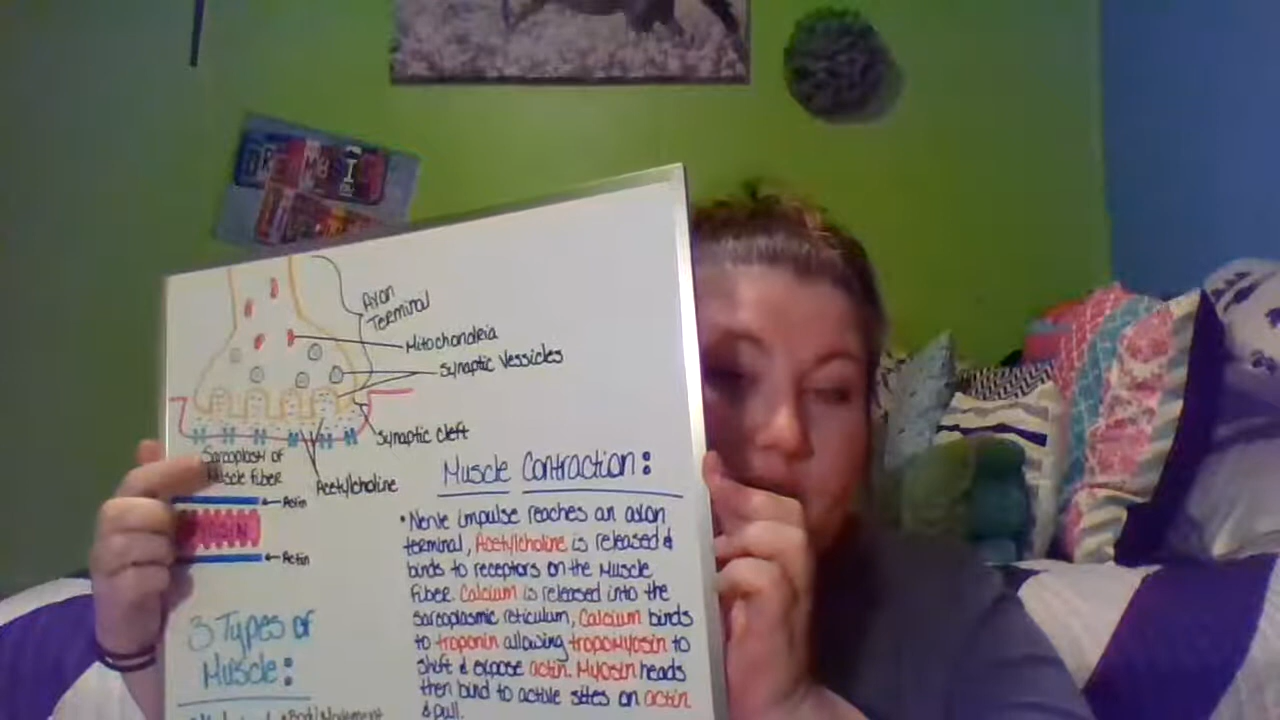 MUSIC
Axon
Terminal
Mitochondria
Synaptic Vessicles
Synaptic Cleft
Sarcoplasm of
Muscle Fiber
Acetylcholine
Actin
Actin
Muscle Contraction:
• Nerve impulse reaches an axon
terminal, Acetylcholine is released &
binds to receptors on the Muscle
Fiber. Calcium is released into the
sarcoplasmic reticulum, Calcium binds
to troponin allowing tropomyosin to
shift & expose actin. Myosin heads
then bind to active sites on actin
& pull.
3 Types of
Muscle:
Body Movement